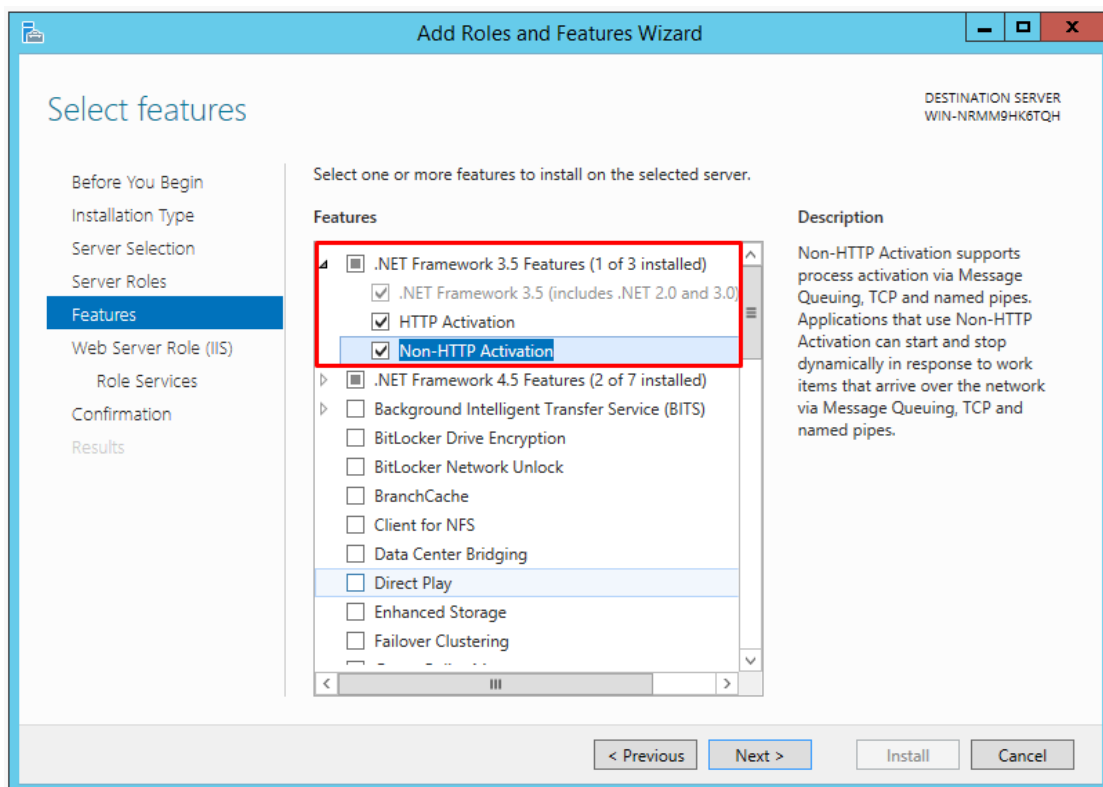 Add Roles and Features Wizard
Select features
DESTINATION SERVER
WIN-NRMM9HK6TQH
Before You Begin
Installation Type
Server Selection
Server Roles
Features
Web Server Role (IIS)
Role Services
Confirmation
Results
Select one or more features to install on the selected server.
Features
.NET Framework 3.5 Features (1 of 3 installed)
.NET Framework 3.5 (includes .NET 2.0 and 3.0)
HTTP Activation
Non-HTTP Activation
.NET Framework 4.5 Features (2 of 7 installed)
Background Intelligent Transfer Service (BITS)
BitLocker Drive Encryption
BitLocker Network Unlock
BranchCache
Client for NFS
Data Center Bridging
Direct Play
Enhanced Storage
Failover Clustering
Description
Non-HTTP Activation supports
process activation via Message
Queuing, TCP and named pipes.
Applications that use Non-HTTP
Activation can start and stop
dynamically in response to work
items that arrive over the network
via Message Queuing, TCP and
named pipes.
< Previous
Next >
Install
Cancel